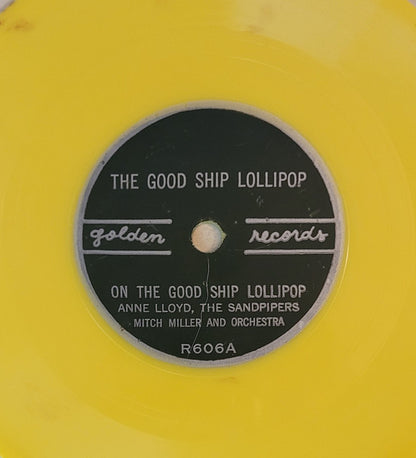 THE GOOD SHIP LOLLIPOP
golden records
ON THE GOOD SHIP LOLLIPOP
ANNE LLOYD, THE SANDPIPERS
MITCH MILLER AND ORCHESTRA
R606A